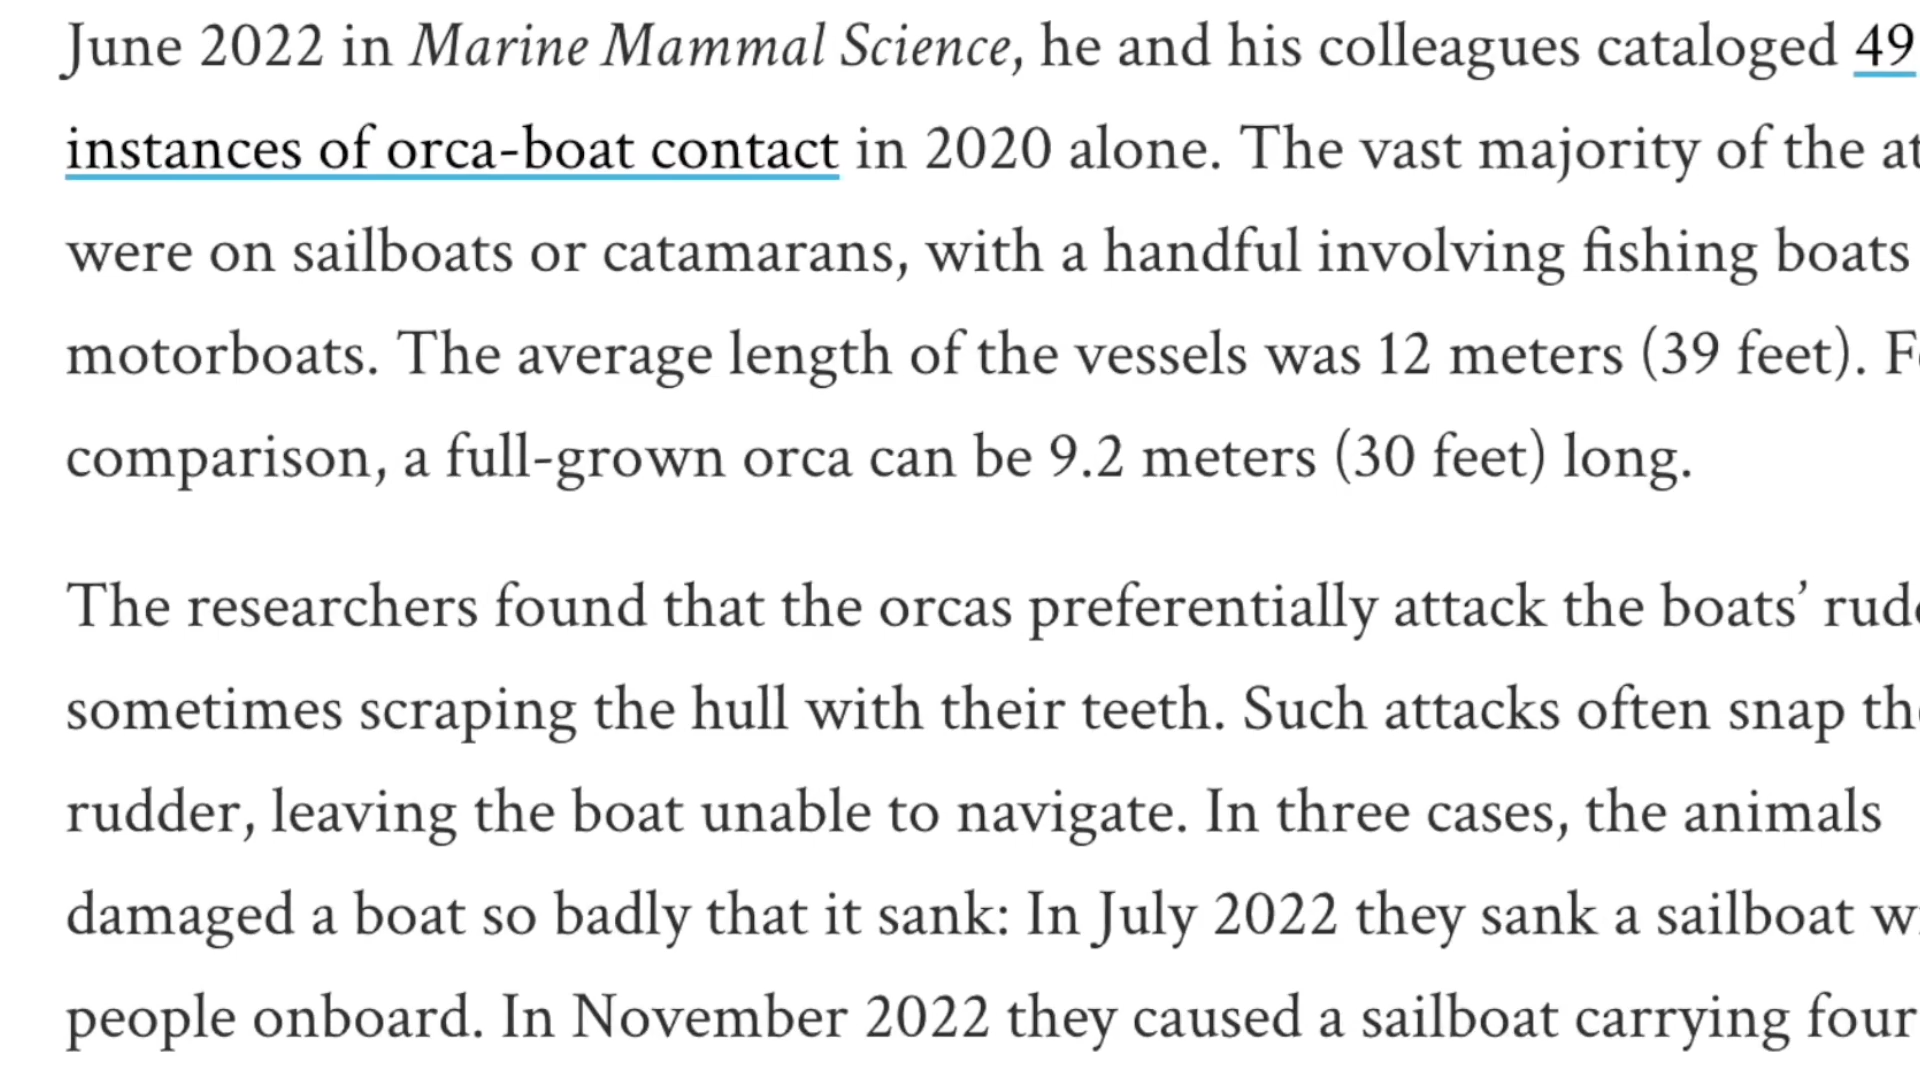 June 2022 in Marine Mammal Science, he and his colleagues cataloged 49
instances of orca-boat contact in 2020 alone. The vast majority of the
were on sailboats or catamarans, with a handful involving fishing boats
motorboats. The average length of the vessels was 12 meters (39 feet).
comparison, a full-grown orca can be 9.2 meters (30 feet) long.
The researchers found that the orcas preferentially attack the boats’
sometimes scraping the hull with their teeth. Such attacks often snap
rudder, leaving the boat unable to navigate. In three cases, the animals
damaged a boat so badly that it sank: In July 2022 they sank a sailboat
people onboard. In November 2022 they caused a sailboat carrying four